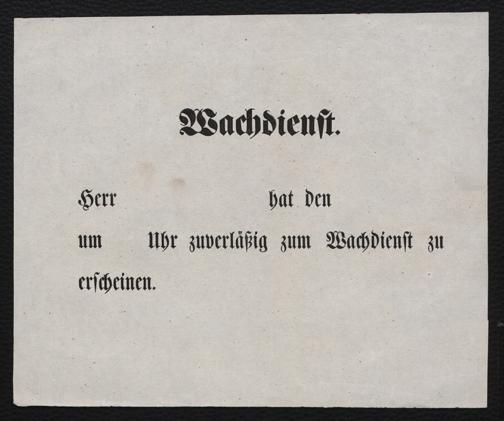 Wachdienſt.
Herr hat den
um Uhr zuverläßig zum Wachdienſt zu
erſcheinen.